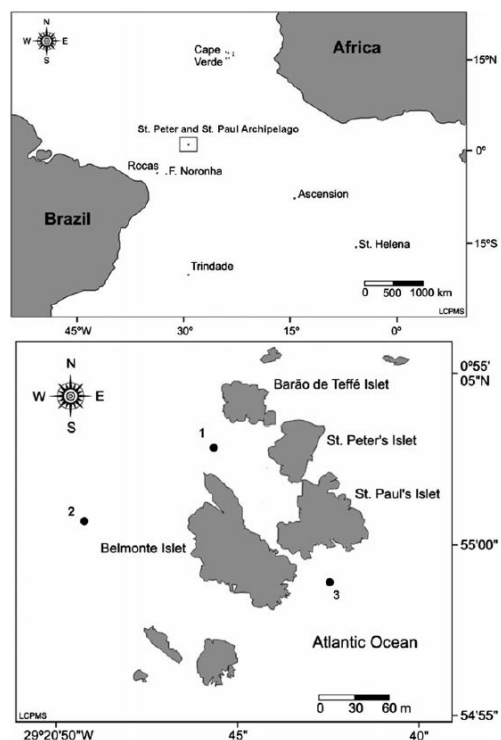 N
W E
S
Cape
Verde
Africa
15°N
St. Peter and St. Paul Archipelago
0°
Rocas
F. Noronha
Brazil
Ascension
St. Helena
15°S
Trindade
0 500 1000 km
LCPMS
45°W 30° 15° 0°
N
W E
S
0°55'
05"N
Barão de Teffé Islet
1
St. Peter's Islet
St. Paul's Islet
2
Belmonte Islet
55'00"
3
Atlantic Ocean
0 30 60 m
LCPMS
54'55"
29°20'50"W 45" 40"